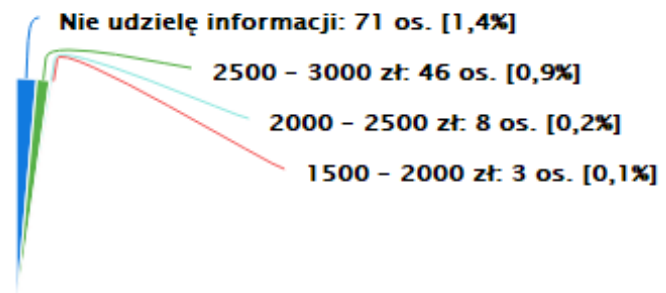 Nie udzielę informacji: 71 os. [1,4%]
2500 – 3000 zł: 46 os. [0,9%]
2000 – 2500 zł: 8 os. [0,2%]
1500 – 2000 zł: 3 os. [0,1%]